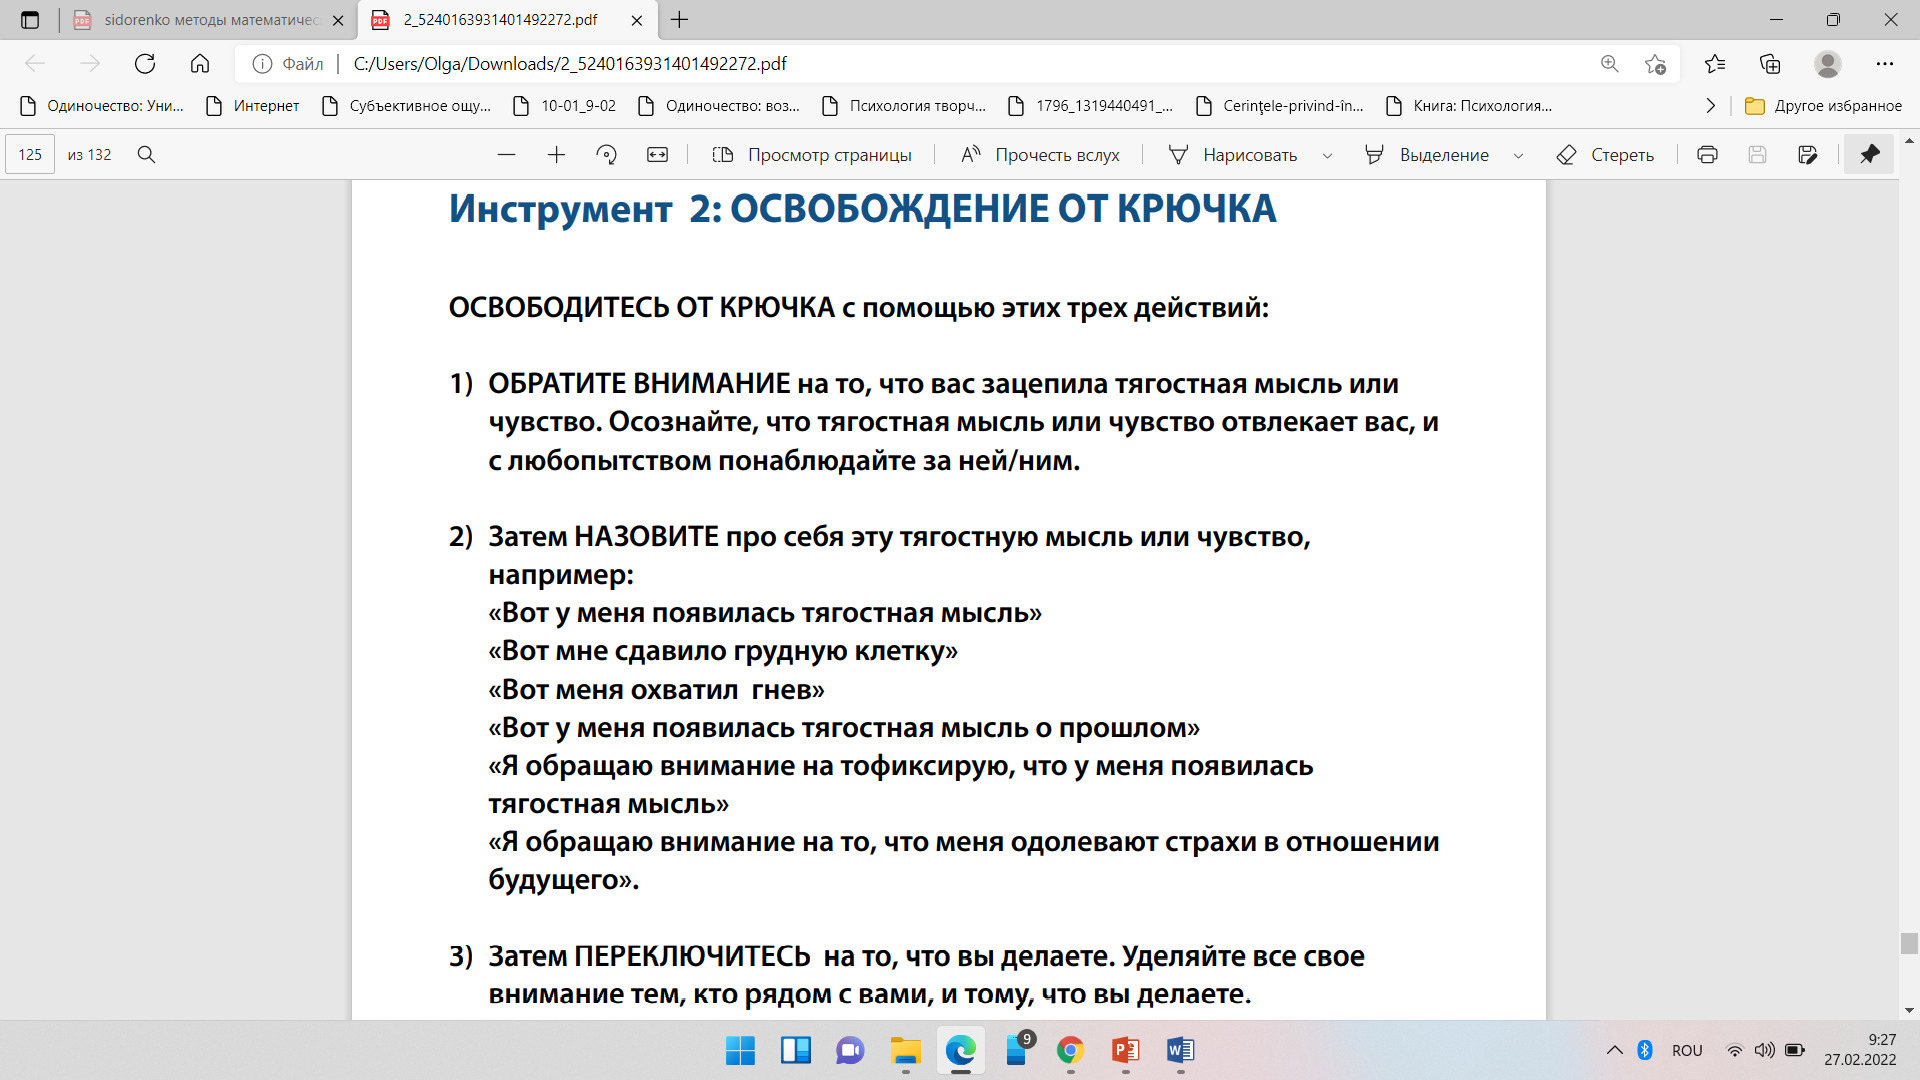 sidorenko методы математичес
2_5240163931401492272.pdf
Файл
C:/Users/Olga/Downloads/2_5240163931401492272.pdf
Одиночество: Уни...
Интернет
Субъективное ощу...
10-01_9-02
Одиночество: воз...
Психология творч...
1796_1319440491_...
Cerinţele-privind-în...
Книга: Психология...
Другое избранное
125
из 132
Просмотр страницы
Прочесть вслух
Нарисовать
Выделение
Стереть
Инструмент 2: ОСВОБОЖДЕНИЕ ОТ КРЮЧКА
ОСВОБОДИТЕСЬ ОТ КРЮЧКА с помощью этих трех действий:
1) ОБРАТИТЕ ВНИМАНИЕ на то, что вас зацепила тягостная мысль или
чувство. Осознайте, что тягостная мысль или чувство отвлекает вас, и
с любопытством понаблюдайте за ней/ним.
2) Затем НАЗОВИТЕ про себя эту тягостную мысль или чувство,
например:
«Вот у меня появилась тягостная мысль»
«Вот мне сдавило грудную клетку»
«Вот меня охватил гнев»
«Вот у меня появилась тягостная мысль о прошлом»
«Я обращаю внимание на тофиксирую, что у меня появилась
тягостная мысль»
«Я обращаю внимание на то, что меня одолевают страхи в отношении
будущего».
3) Затем ПЕРЕКЛЮЧИТЕСЬ на то, что вы делаете. Уделяйте все свое
внимание тем, кто рядом с вами, и тому, что вы делаете.
9
ROU
9:27
27.02.2022